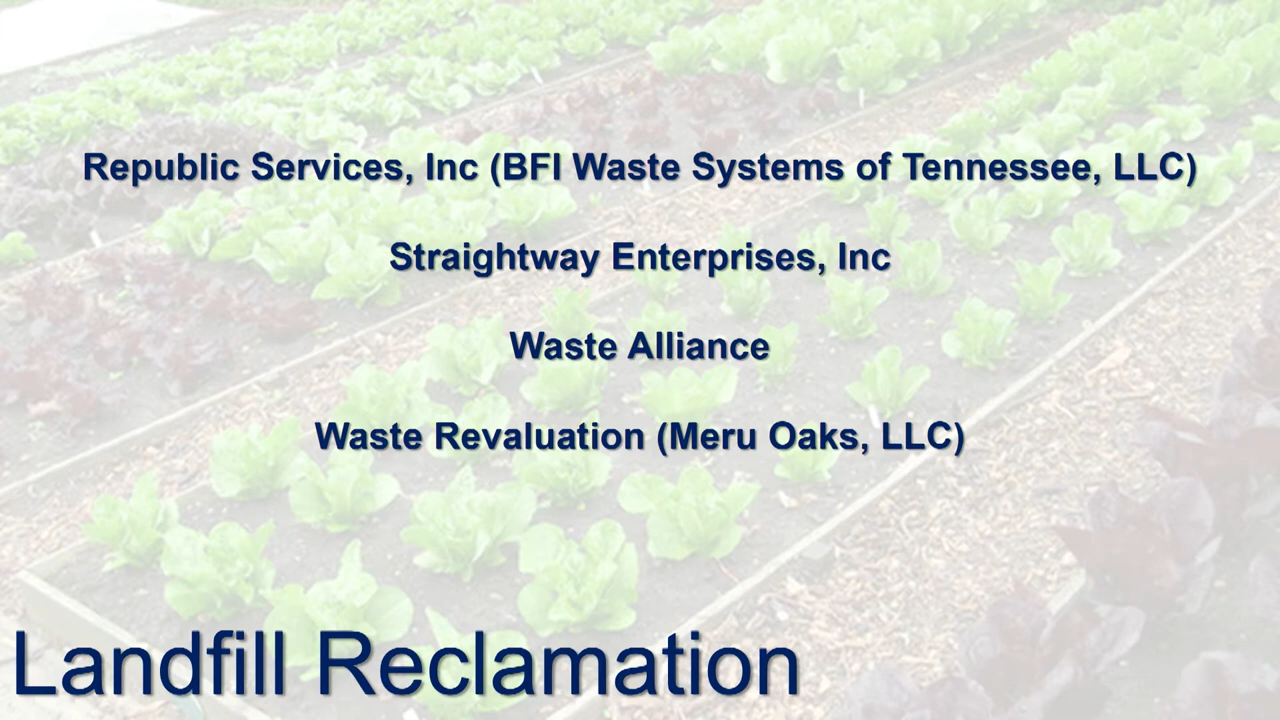 Republic Services, Inc (BFI Waste Systems of Tennessee, LLC)
Straightway Enterprises, Inc
Waste Alliance
Waste Revaluation (Meru Oaks, LLC)
Landfill Reclamation